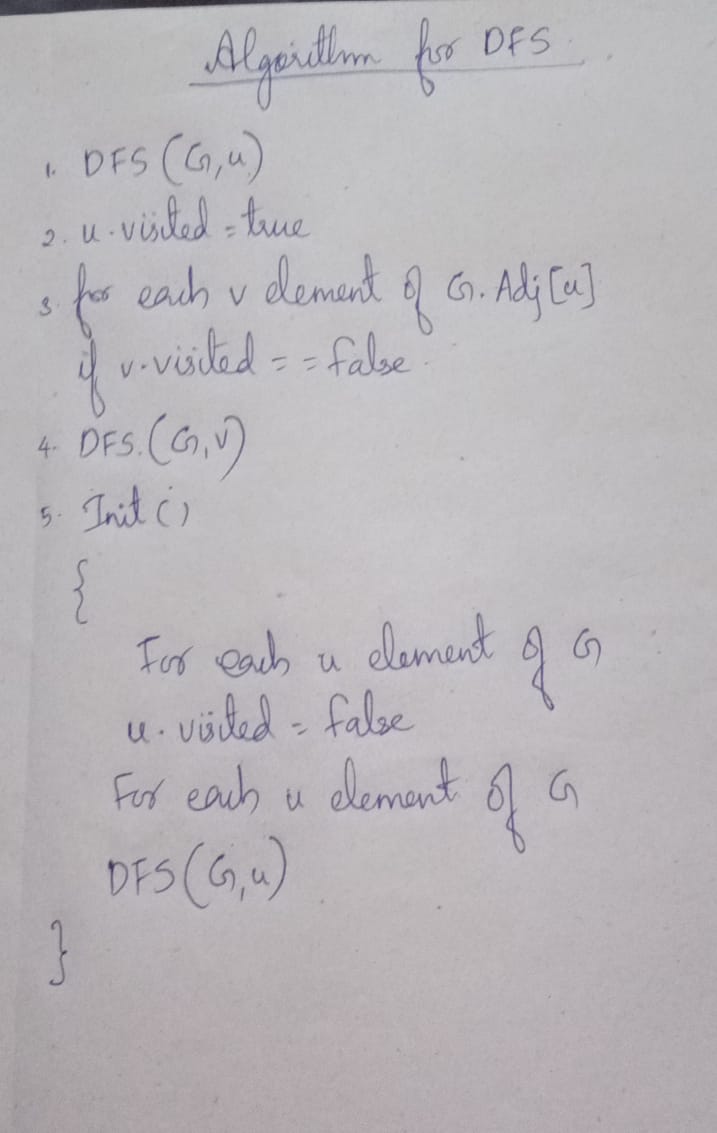 Algorithm for DFS
1. DFS (G,u)
2. u.visited = true
3. for each v element of G.Adj[u]
if v.visited == false.
4. DFS.(G,v)
5. Init ()
{
For each u element of G
u.visited = false
For each u element of G
DFS(G,u)
}